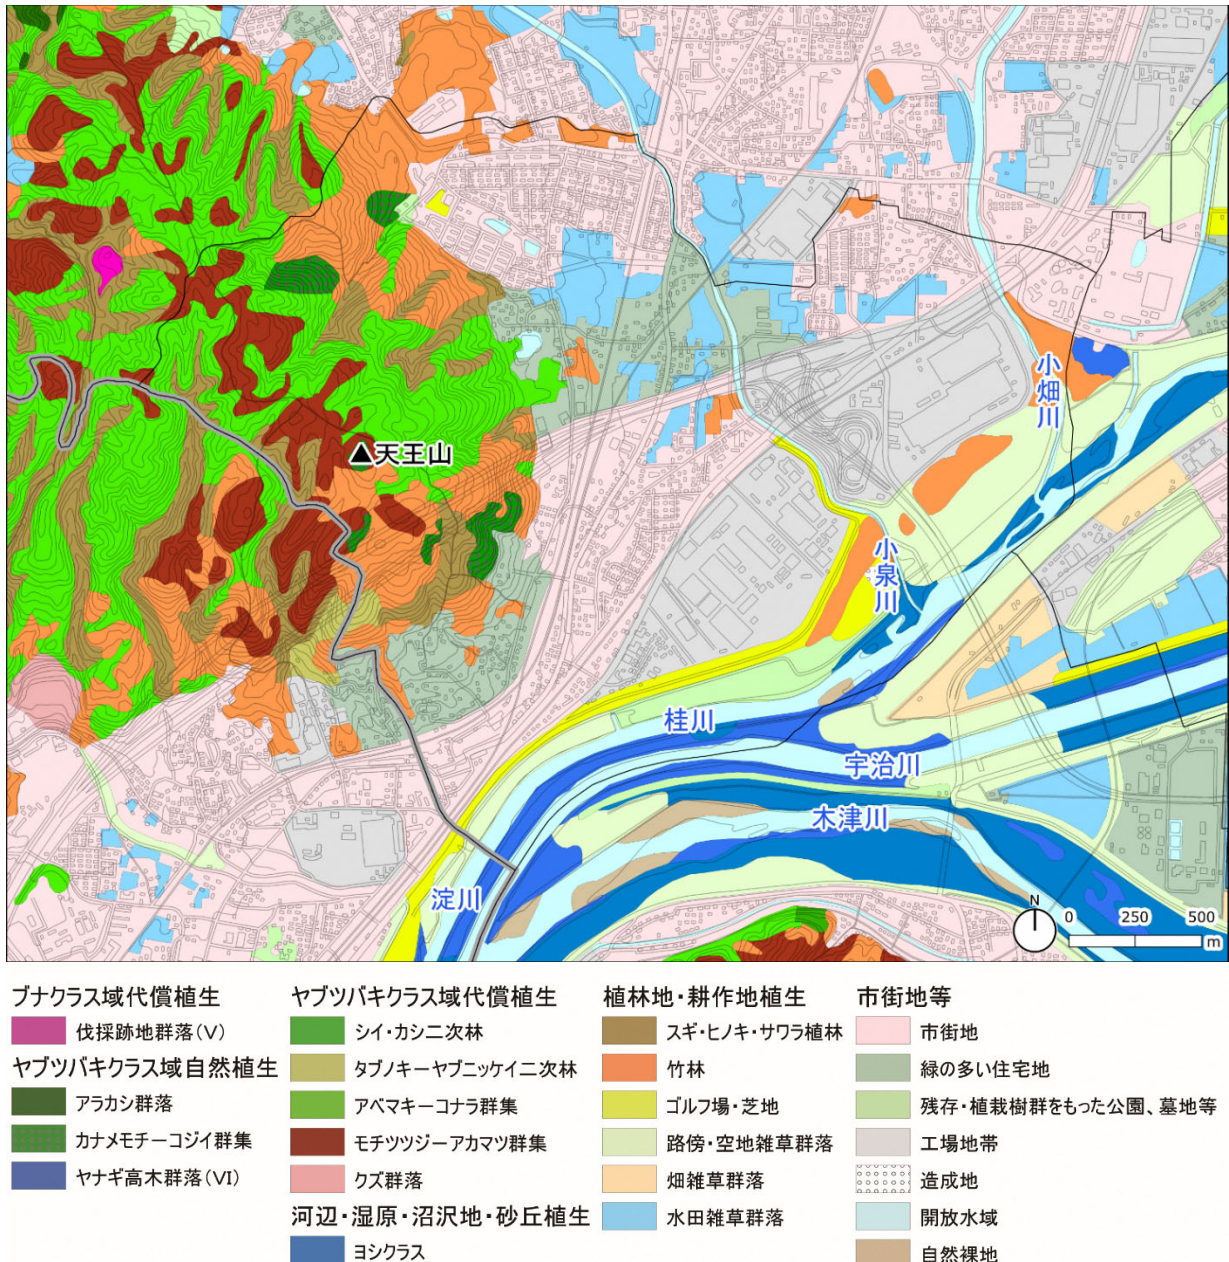 小畑川
天王山
小泉川
桂川
宇治川
木津川
淀川
N
0 250 500
m
ブナクラス域代償植生
伐採跡地群落(Ⅴ)
ヤブツバキクラス域自然植生
アラカシ群落
カナメモチーコジイ群集
ヤナギ高木群落(Ⅵ)
ヤブツバキクラス域代償植生
シイ・カシ二次林
タブノキーヤブニッケイ二次林
アベマキーコナラ群集
モチツツジーアカマツ群集
クズ群落
河辺・湿原・沼沢地・砂丘植生
ヨシクラス
植林地・耕作地植生
スギ・ヒノキ・サワラ植林
竹林
ゴルフ場・芝地
路傍・空地雑草群落
畑雑草群落
水田雑草群落
市街地等
市街地
緑の多い住宅地
残存・植栽樹群をもった公園、墓地等
工場地帯
造成地
開放水域
自然裸地